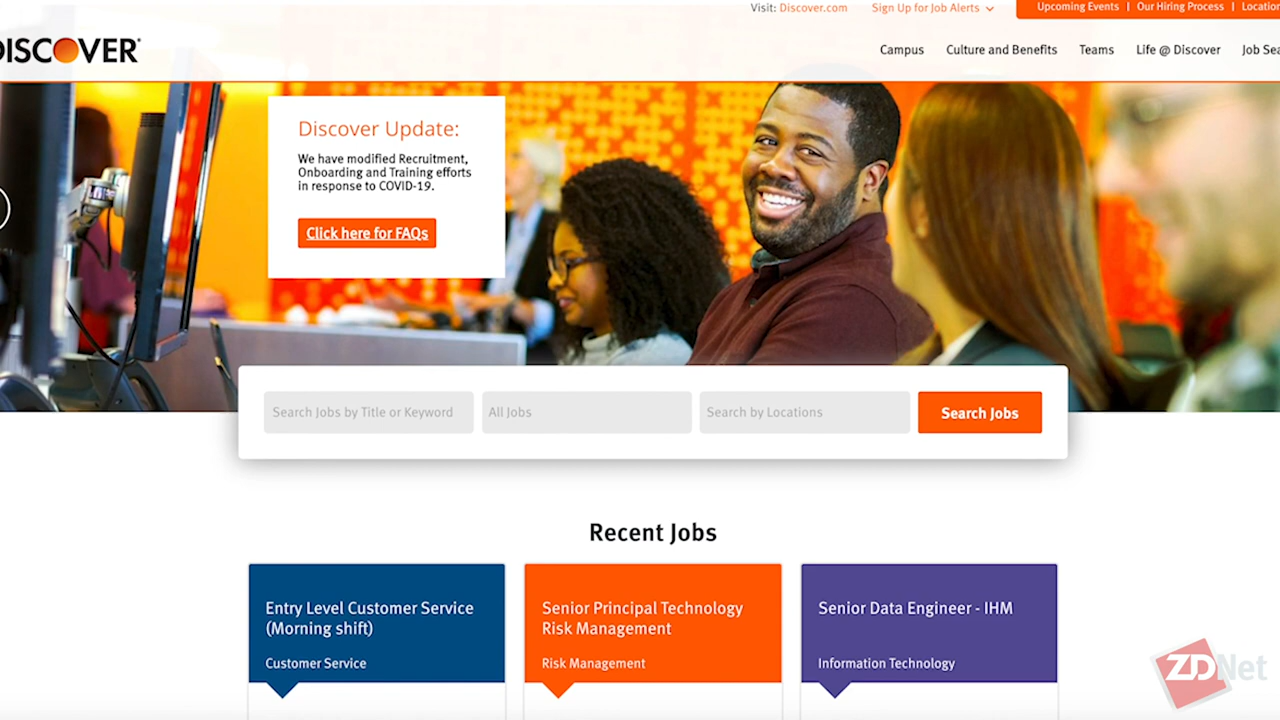 Visit: Discover.com
Sign Up for Job Alerts
Upcoming Events | Our Hiring Process | Location
DISCOVER
Campus
Culture and Benefits
Teams
Life @ Discover
Job Sea
Discover Update:
We have modified Recruitment,
Onboarding and Training efforts
in response to COVID-19.
Click here for FAQs
Search Jobs by Title or Keyword
All Jobs
Search by Locations
Search Jobs
Recent Jobs
Entry Level Customer Service
(Morning shift)
Customer Service
Senior Principal Technology
Risk Management
Risk Management
Senior Data Engineer - IHM
Information Technology
ZDNet